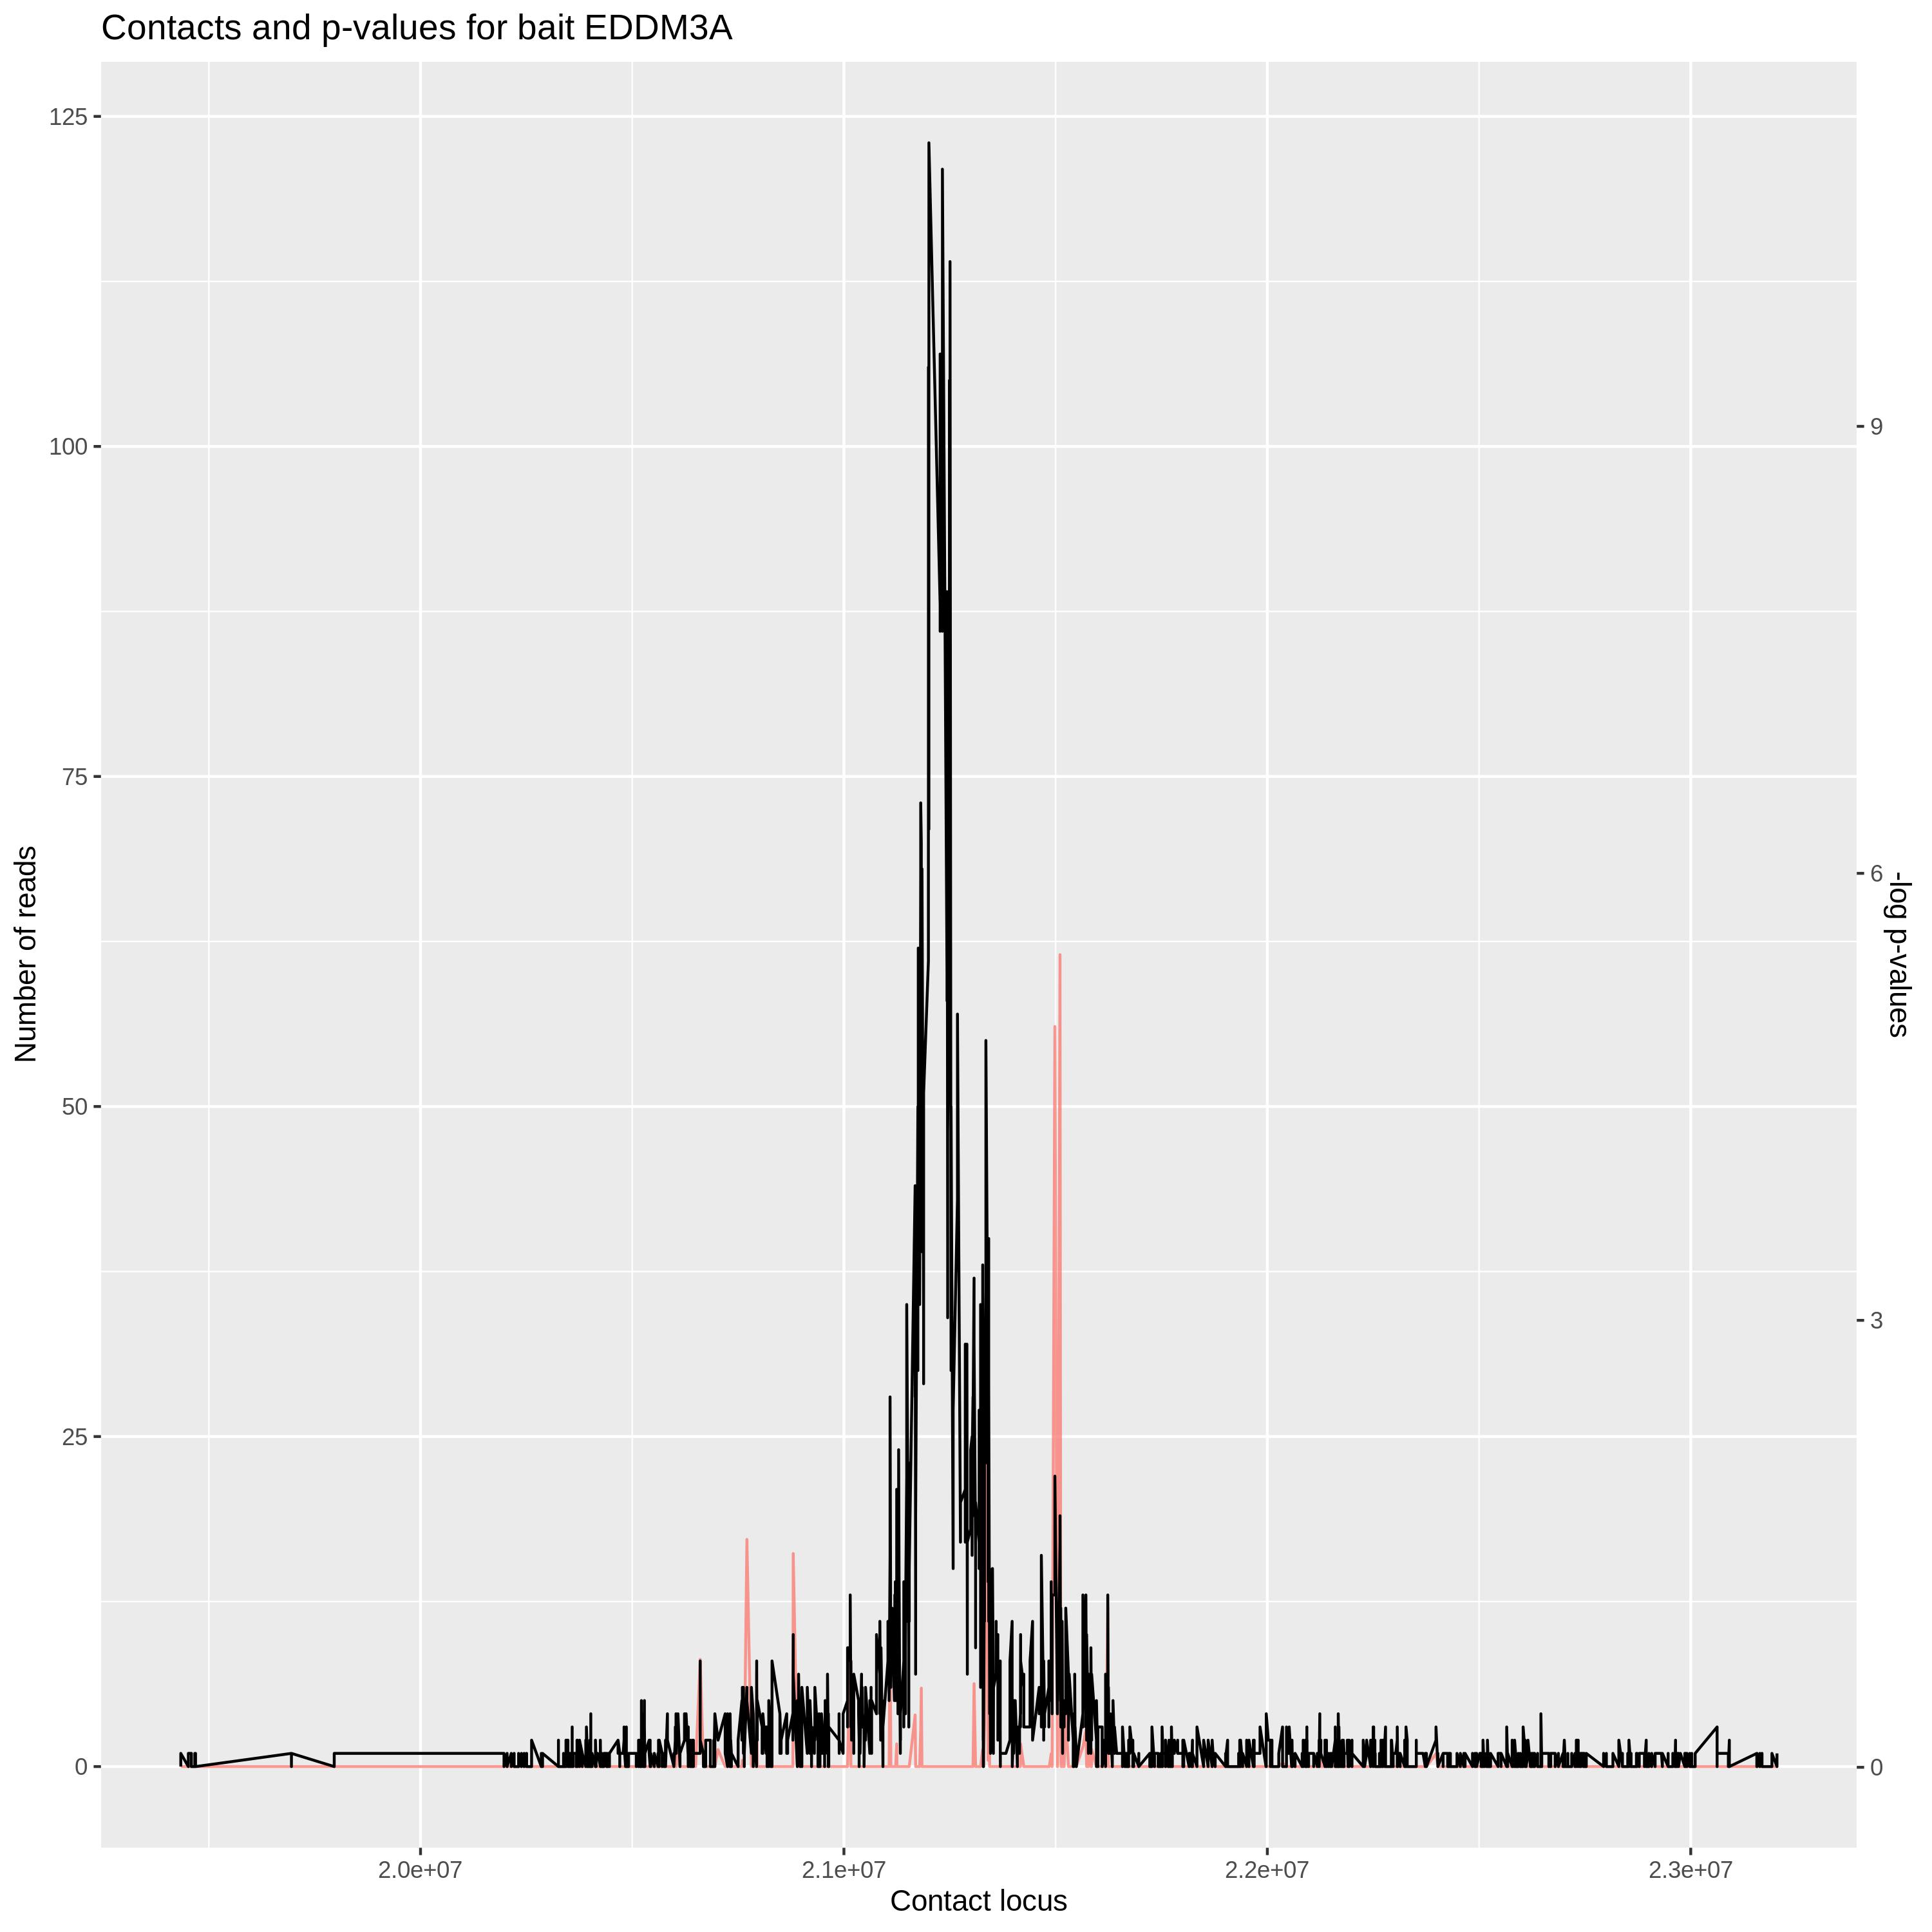 Contacts and p-values for bait EDDM3A
125
100
75
50
25
0
Number of reads
9
6
3
0
-log p-values
2.0e+07
2.1e+07
2.2e+07
2.3e+07
Contact locus